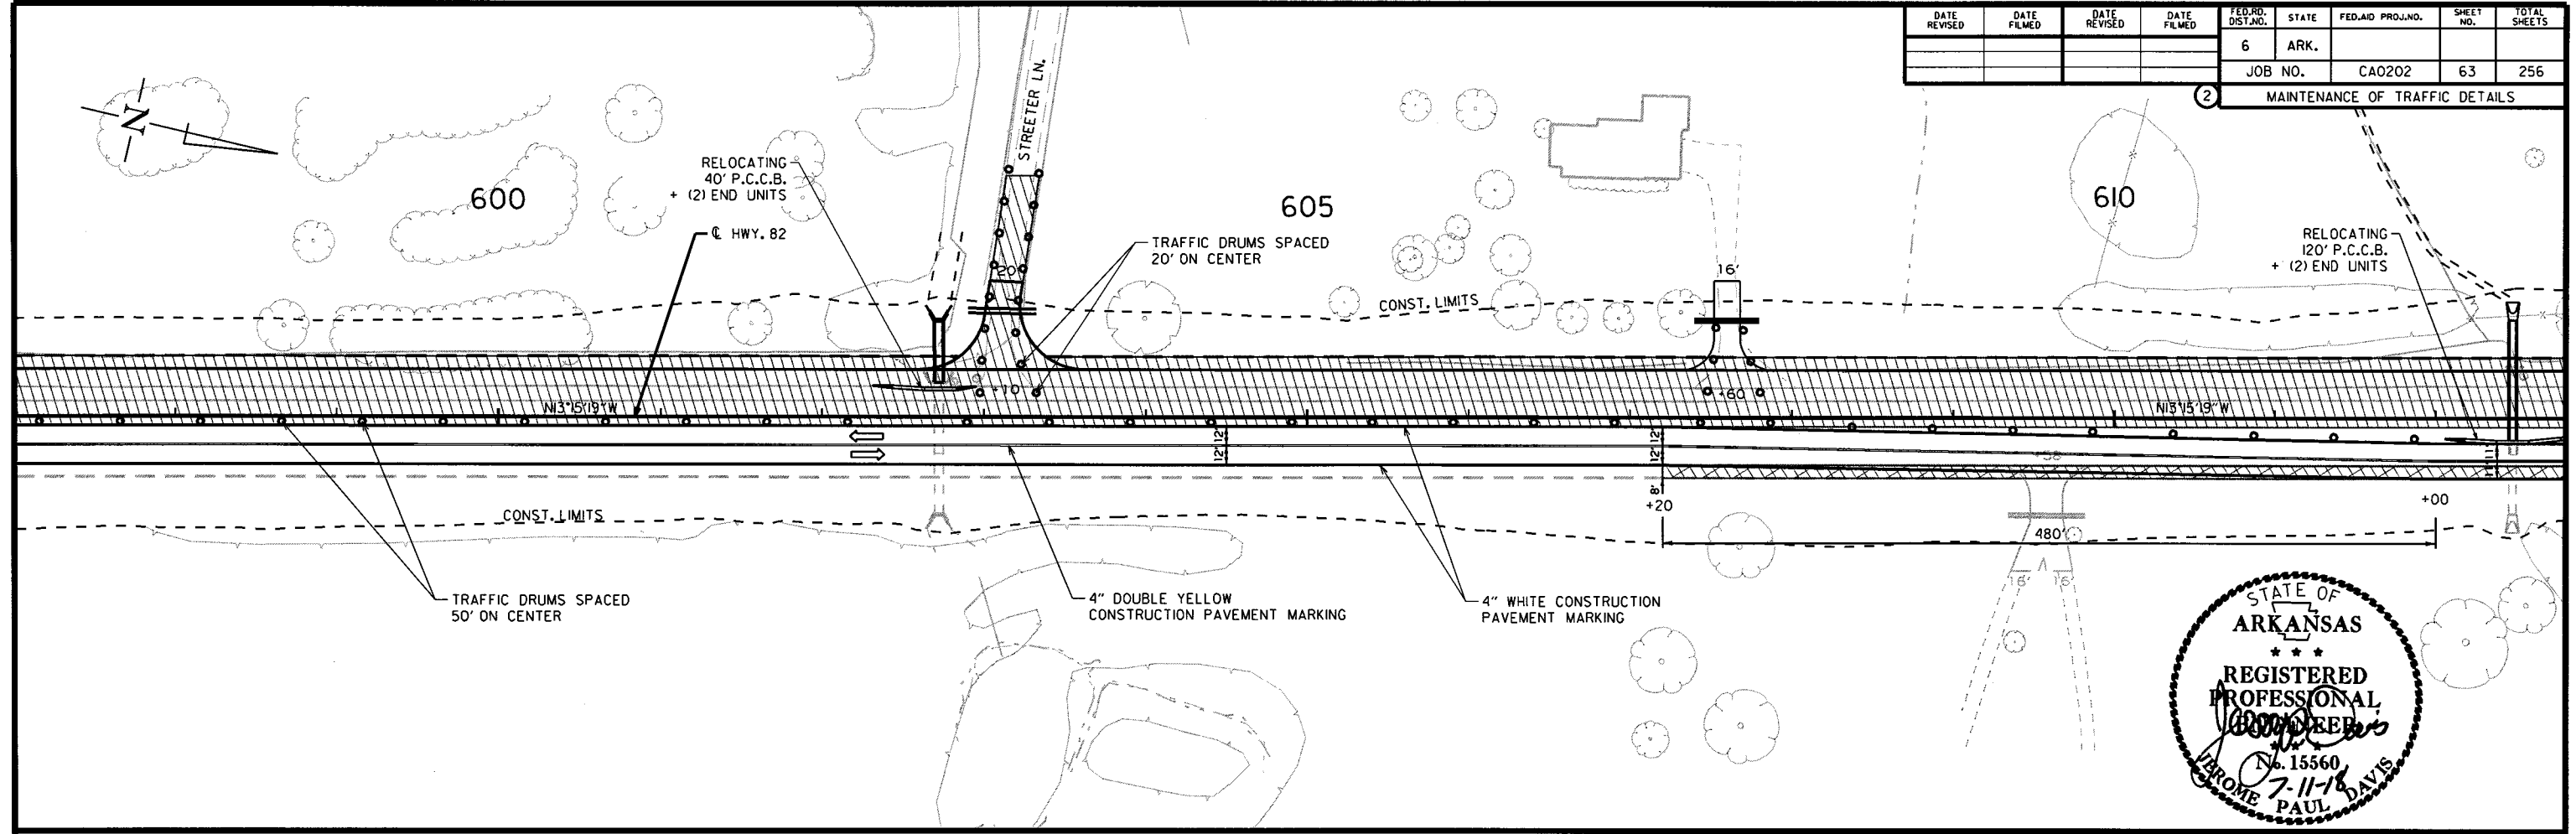 DATE REVISED
DATE FILMED
DATE REVISED
DATE FILMED
FED.RD. DIST.NO.
STATE
FED.AID PROJ.NO.
SHEET NO.
TOTAL SHEETS
6
ARK.
JOB NO.
CA0202
63
256
2
MAINTENANCE OF TRAFFIC DETAILS
N
STREETER LN.
RELOCATING
40' P.C.C.B.
+ (2) END UNITS
600
605
610
℄ HWY. 82
TRAFFIC DRUMS SPACED
20' ON CENTER
RELOCATING
120' P.C.C.B.
+ (2) END UNITS
20'
16'
CONST. LIMITS
+10
+60
N13°15'19"W
N13°15'19"W
12'
12'
12'
12'
11'
11'
8'
+58
+20
+00
CONST. LIMITS
480'
16'
16'
TRAFFIC DRUMS SPACED
50' ON CENTER
4" DOUBLE YELLOW
CONSTRUCTION PAVEMENT MARKING
4" WHITE CONSTRUCTION
PAVEMENT MARKING
STATE OF
ARKANSAS
★ ★ ★
REGISTERED
PROFESSIONAL
ENGINEER
★ ★ ★
No. 15560
7-11-18
JEROME PAUL DAVIS